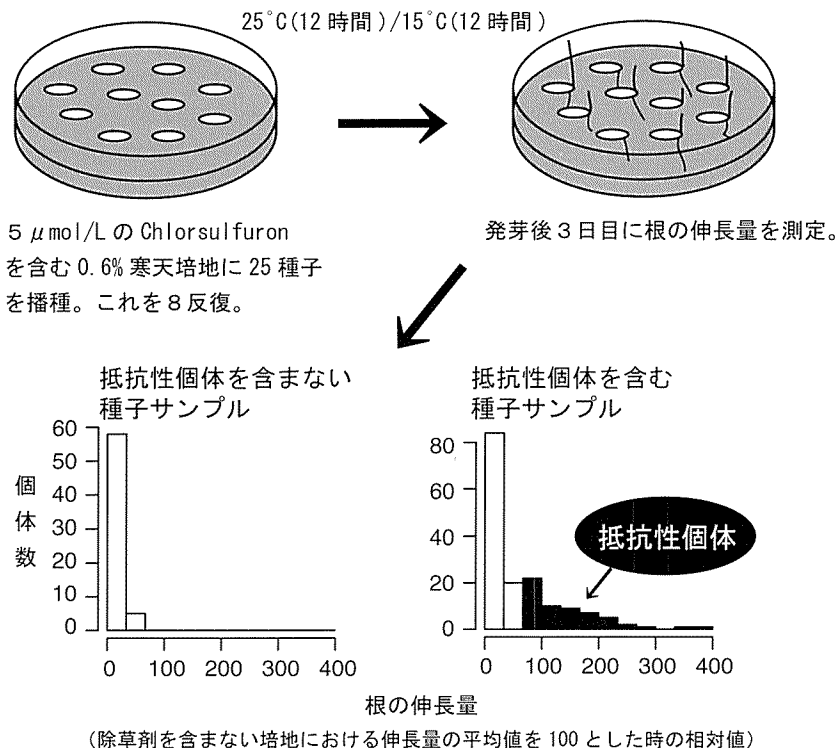 25°C(12 時間 )/15°C(12 時間 )
5 μmol/L の Chlorsulfuron
を含む 0.6% 寒天培地に 25 種子
を播種。これを８反復。
発芽後３日目に根の伸長量を測定。
抵抗性個体を含まない
種子サンプル
個体数
60
50
40
30
20
10
0
0 100 200 300 400
抵抗性個体を含む
種子サンプル
80
60
40
20
0
抵抗性個体
0 100 200 300 400
根の伸長量
(除草剤を含まない培地における伸長量の平均値を 100 とした時の相対値)